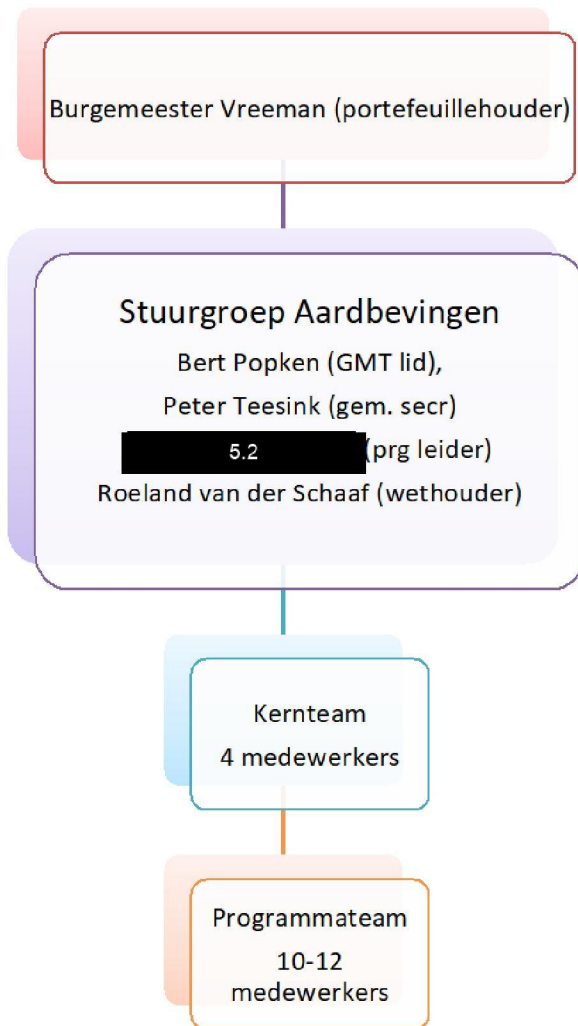 Burgemeester Vreeman (portefeuillehouder)
Stuurgroep Aardbevingen
Bert Popken (GMT lid),
Peter Teesink (gem. secr)
5.2 (prg leider)
Roeland van der Schaaf (wethouder)
Kernteam
4 medewerkers
Programmateam
10-12
medewerkers